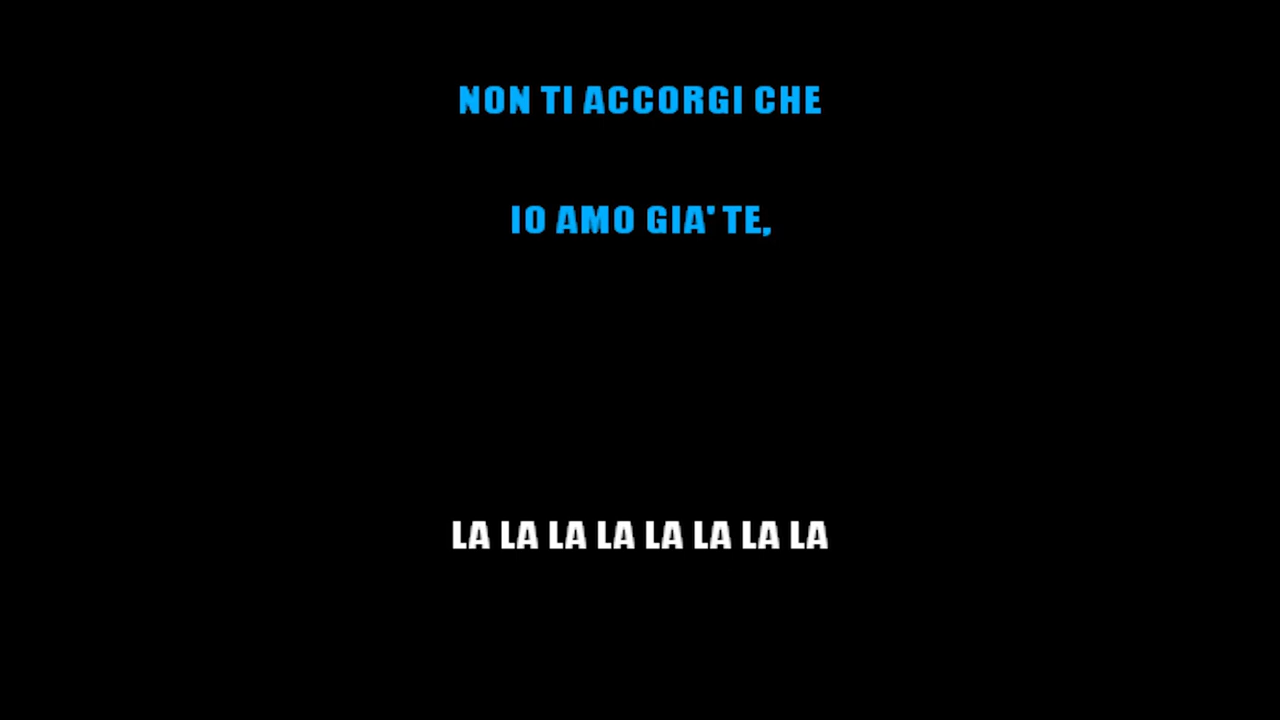 NON TI ACCORGI CHE
IO AMO GIA' TE,
LA LA LA LA LA LA LA LA